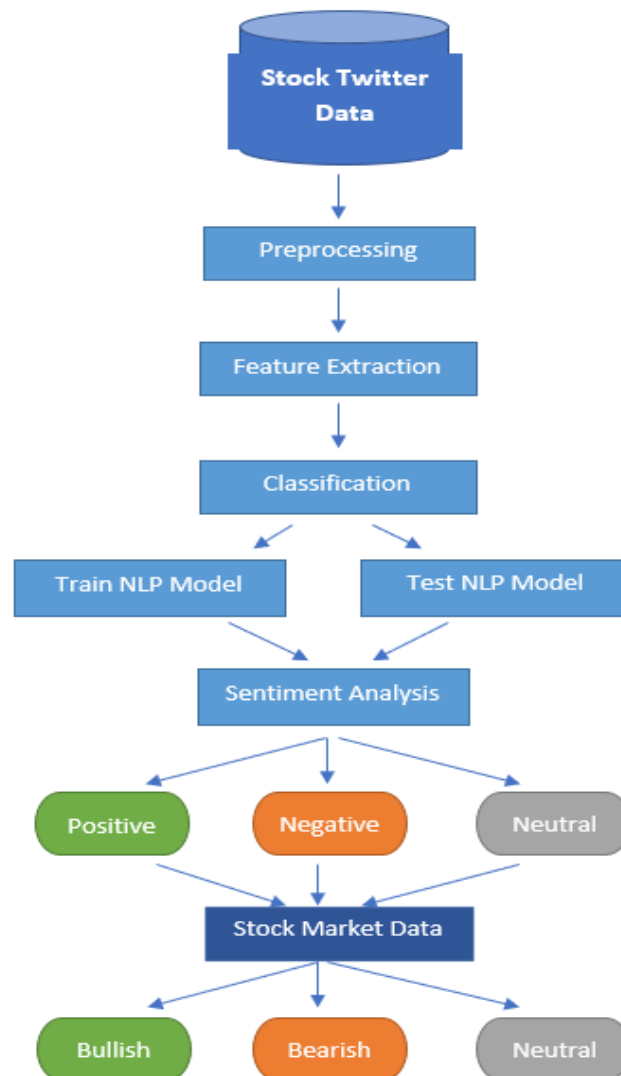 Stock Twitter
Data
Preprocessing
Feature Extraction
Classification
Train NLP Model
Test NLP Model
Sentiment Analysis
Positive
Negative
Neutral
Stock Market Data
Bullish
Bearish
Neutral